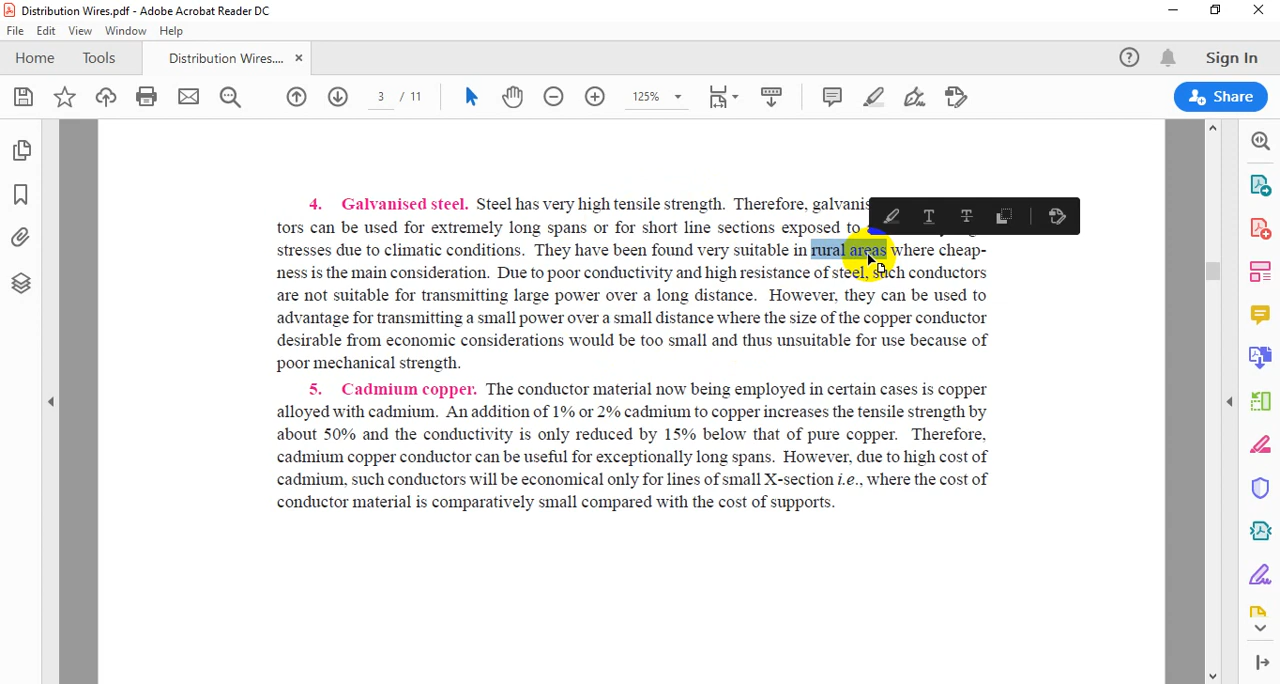 Distribution Wires.pdf - Adobe Acrobat Reader DC
File Edit View Window Help
Home Tools Distribution Wires.... × Sign In
3 / 11 125% Share
4. Galvanised steel. Steel has very high tensile strength. Therefore, galvanis
tors can be used for extremely long spans or for short line sections exposed to
stresses due to climatic conditions. They have been found very suitable in rural areas where cheap-
ness is the main consideration. Due to poor conductivity and high resistance of steel, such conductors
are not suitable for transmitting large power over a long distance. However, they can be used to
advantage for transmitting a small power over a small distance where the size of the copper conductor
desirable from economic considerations would be too small and thus unsuitable for use because of
poor mechanical strength.
5. Cadmium copper. The conductor material now being employed in certain cases is copper
alloyed with cadmium. An addition of 1% or 2% cadmium to copper increases the tensile strength by
about 50% and the conductivity is only reduced by 15% below that of pure copper. Therefore,
cadmium copper conductor can be useful for exceptionally long spans. However, due to high cost of
cadmium, such conductors will be economical only for lines of small X-section i.e., where the cost of
conductor material is comparatively small compared with the cost of supports.